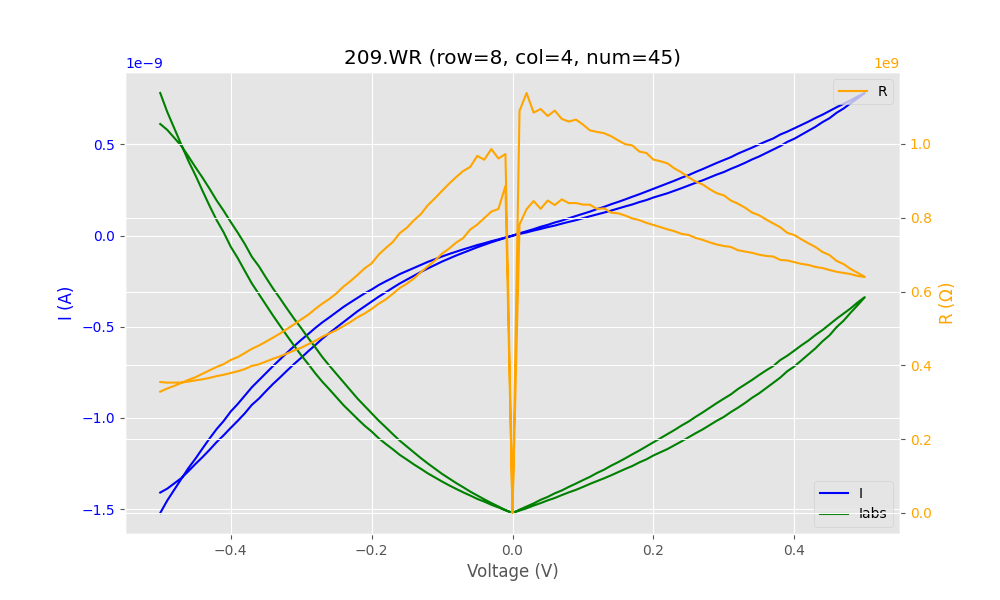 209.WR (row=8, col=4, num=45)
1e−9
1e9
R
0.5
0.0
−0.5
−1.0
−1.5
I (A)
1.0
0.8
0.6
0.4
0.2
0.0
R (Ω)
I
Iabs
−0.4
−0.2
0.0
0.2
0.4
Voltage (V)